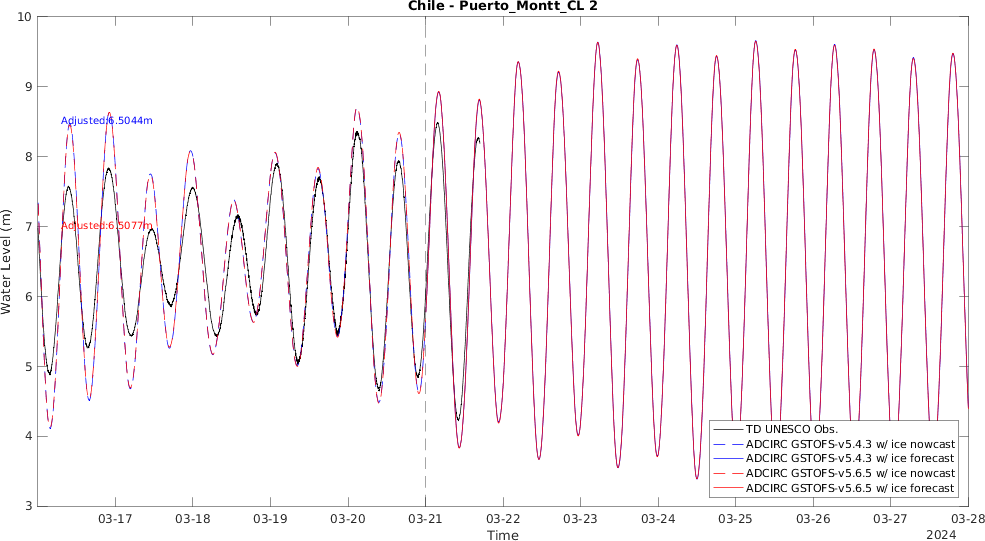 Chile - Puerto_Montt_CL 2
10
9
8
7
6
5
4
3
Water Level (m)
Adjusted:6.5044m
Adjusted:6.5077m
TD UNESCO Obs.
ADCIRC GSTOFS-v5.4.3 w/ ice nowcast
ADCIRC GSTOFS-v5.4.3 w/ ice forecast
ADCIRC GSTOFS-v5.6.5 w/ ice nowcast
ADCIRC GSTOFS-v5.6.5 w/ ice forecast
03-17 03-18 03-19 03-20 03-21 03-22 03-23 03-24 03-25 03-26 03-27 03-28
Time
2024